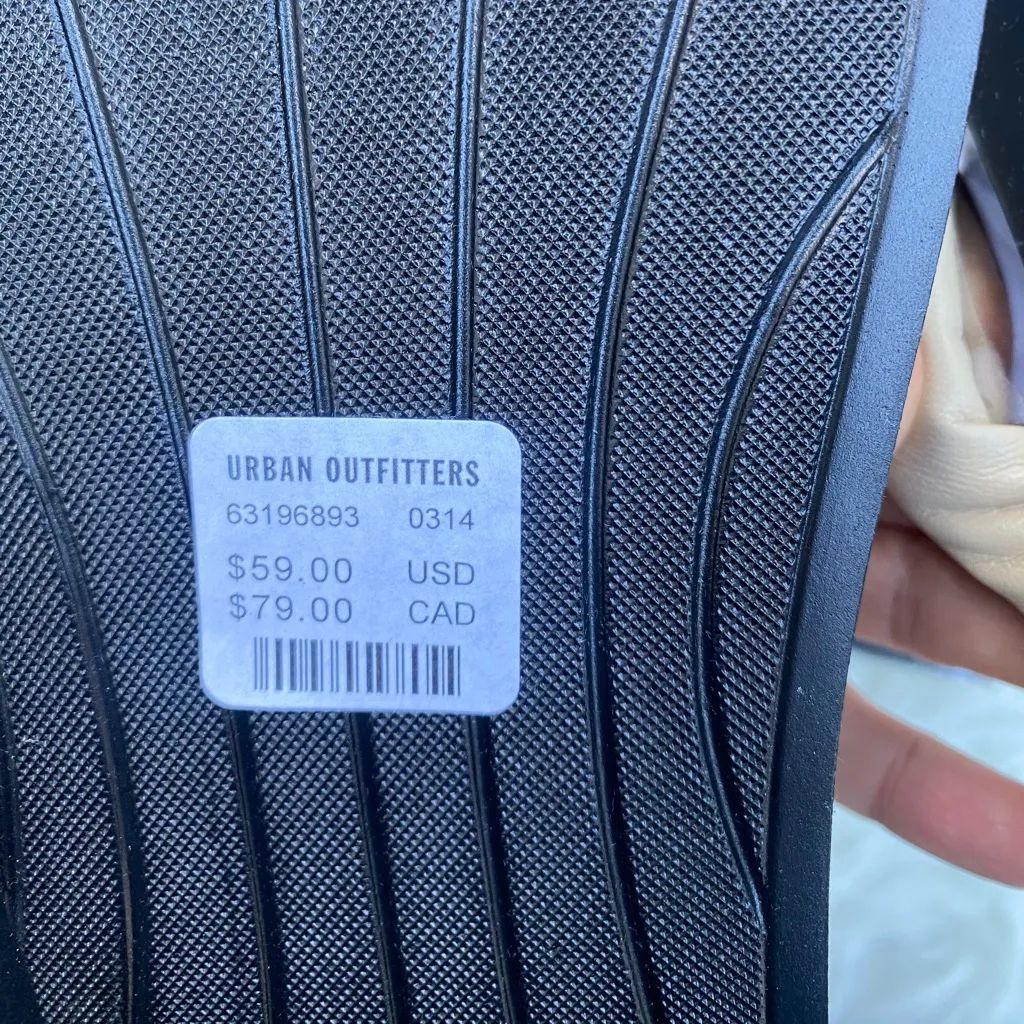 URBAN OUTFITTERS
63196893 0314
$59.00 USD
$79.00 CAD